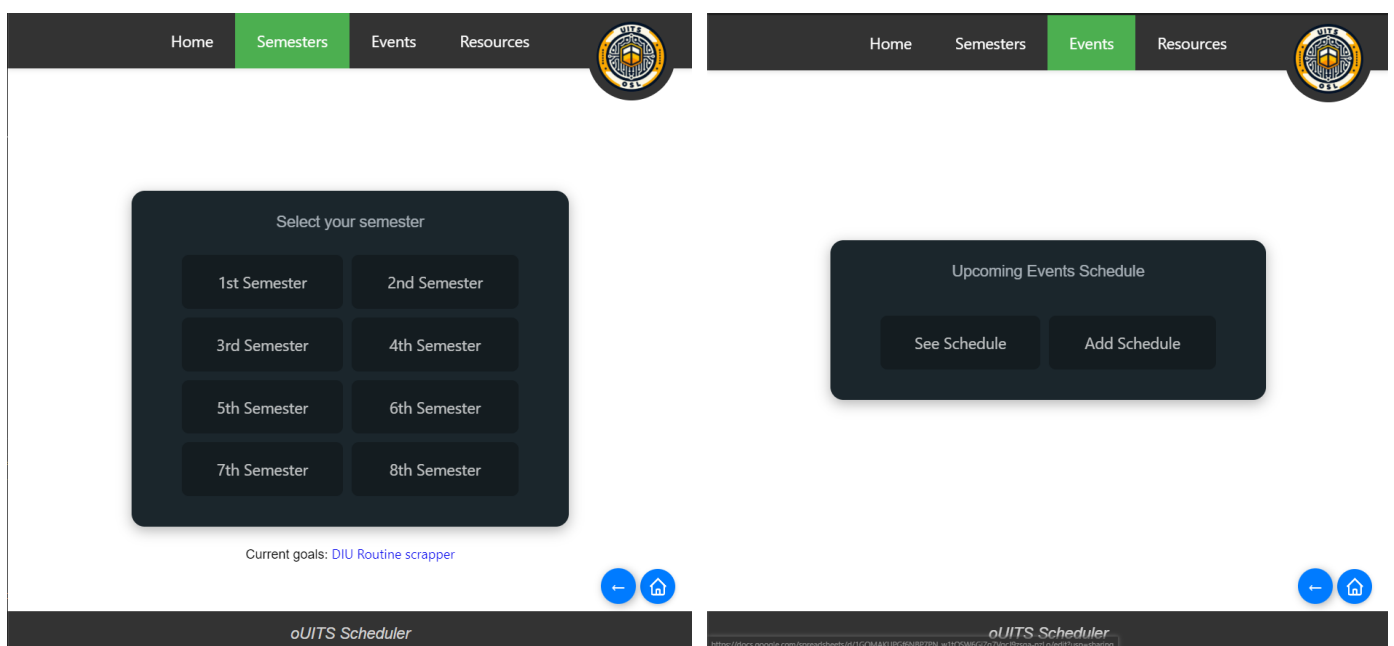 Home Semesters Events Resources
UITS
OSL
Select your semester
1st Semester 2nd Semester
3rd Semester 4th Semester
5th Semester 6th Semester
7th Semester 8th Semester
Current goals: DIU Routine scrapper
←
oUITS Scheduler
Home Semesters Events Resources
UITS
OSL
Upcoming Events Schedule
See Schedule Add Schedule
←
oUITS Scheduler